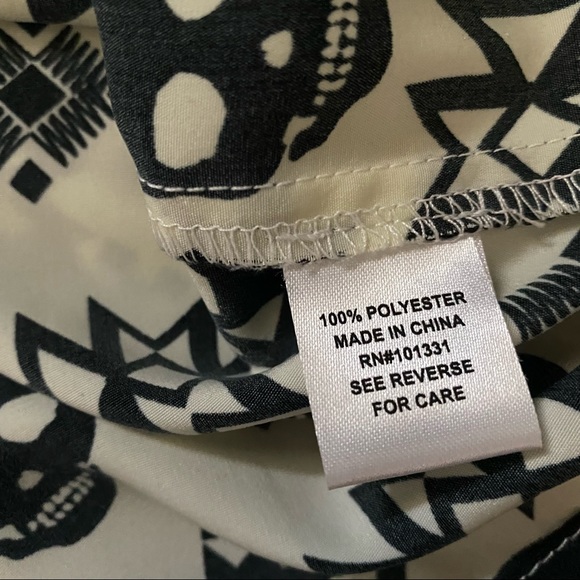 100% POLYESTER
MADE IN CHINA
RN#101331
SEE REVERSE
FOR CARE